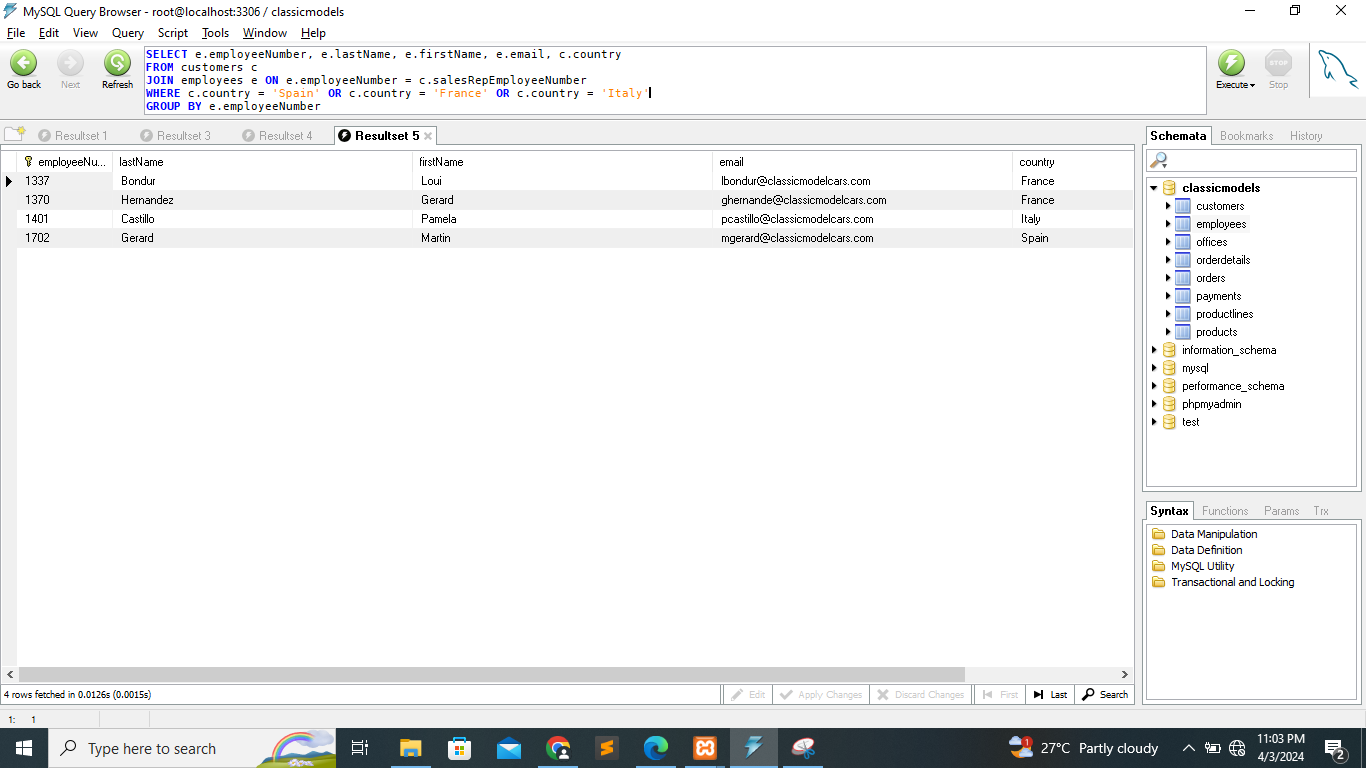 MySQL Query Browser - root@localhost:3306 / classicmodels
File Edit View Query Script Tools Window Help
Go back Next Refresh
SELECT e.employeeNumber, e.lastName, e.firstName, e.email, c.country
FROM customers c
JOIN employees e ON e.employeeNumber = c.salesRepEmployeeNumber
WHERE c.country = 'Spain' OR c.country = 'France' OR c.country = 'Italy'
GROUP BY e.employeeNumber
Execute STOP Stop
Resultset 1 Resultset 3 Resultset 4 Resultset 5
employeeNu... lastName firstName email country
1337 Bondur Loui lbondur@classicmodelcars.com France
1370 Hernandez Gerard ghernande@classicmodelcars.com France
1401 Castillo Pamela pcastillo@classicmodelcars.com Italy
1702 Gerard Martin mgerard@classicmodelcars.com Spain
4 rows fetched in 0.0126s (0.0015s)
Edit Apply Changes Discard Changes First Last Search
1: 1
Schemata Bookmarks History
classicmodels
customers
employees
offices
orderdetails
orders
payments
productlines
products
information_schema
mysql
performance_schema
phpmyadmin
test
Syntax Functions Params Trx
Data Manipulation
Data Definition
MySQL Utility
Transactional and Locking
Type here to search
1
27°C Partly cloudy
11:03 PM
4/3/2024
2